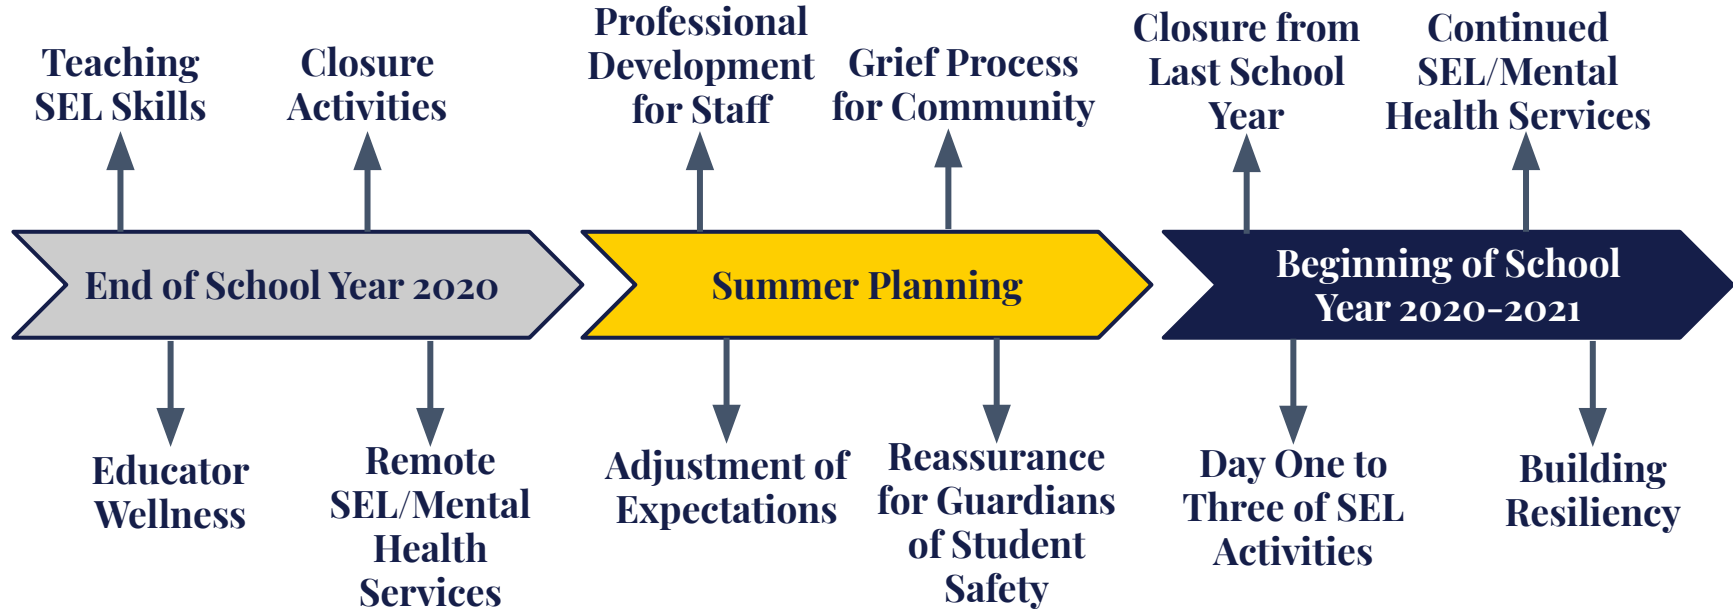 Teaching
SEL Skills
Closure
Activities
Professional
Development
for Staff
Grief Process
for Community
Closure from
Last School
Year
Continued
SEL/Mental
Health Services
End of School Year 2020
Summer Planning
Beginning of School
Year 2020-2021
Educator
Wellness
Remote
SEL/Mental
Health
Services
Adjustment of
Expectations
Reassurance
for Guardians
of Student
Safety
Day One to
Three of SEL
Activities
Building
Resiliency